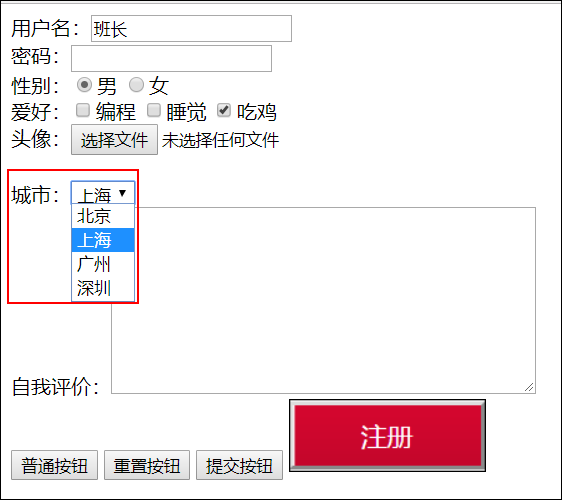 用户名：班长
密码：
性别： 男 女
爱好： 编程 睡觉 吃鸡
头像：选择文件 未选择任何文件
城市：上海
北京
上海
广州
深圳
自我评价：
注册
普通按钮 重置按钮 提交按钮